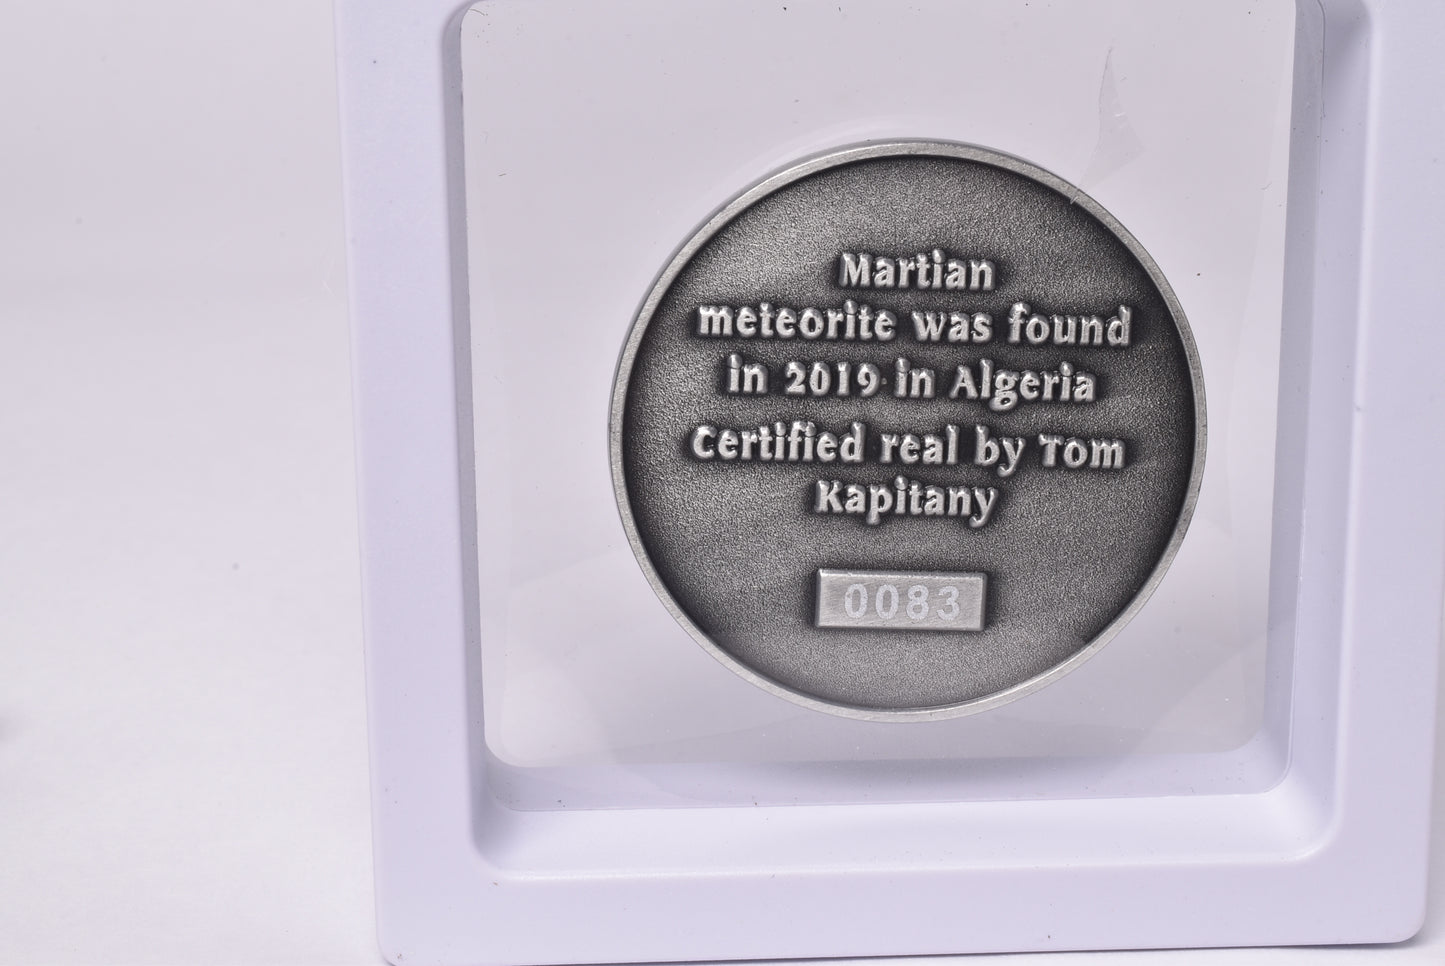 Martian
meteorite was found
in 2019 in Algeria
Certified real by Tom
Kapitany
0083